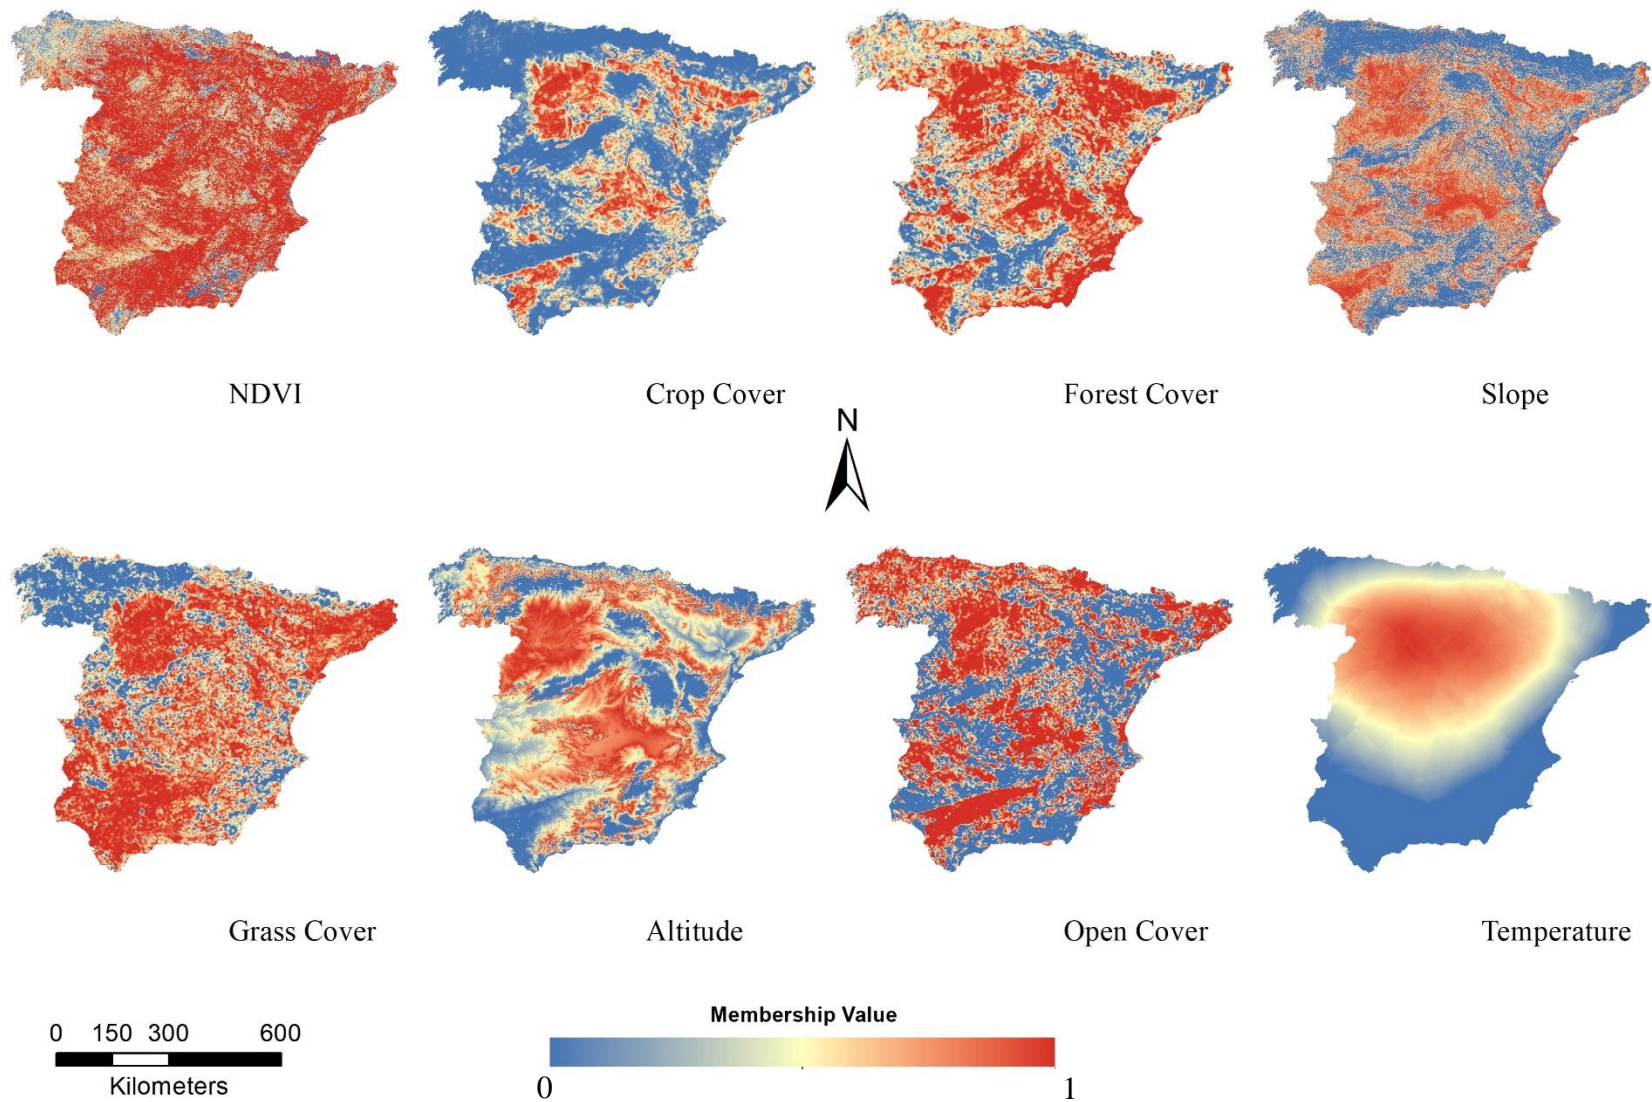 NDVI
Crop Cover
Forest Cover
Slope
N
Grass Cover
Altitude
Open Cover
Temperature
0 150 300 600
Kilometers
Membership Value
0 1